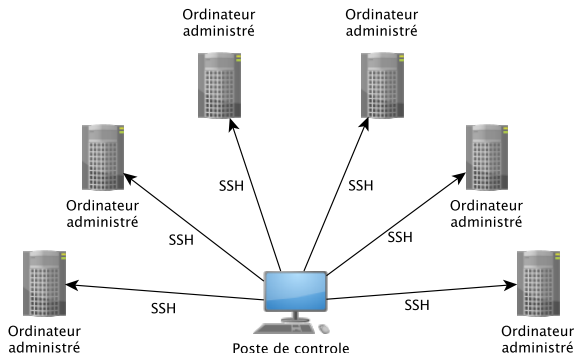 Ordinateur
administré
Ordinateur
administré
Ordinateur
administré
Ordinateur
administré
SSH
SSH
SSH
SSH
SSH
SSH
Ordinateur
administré
Ordinateur
administré
Poste de controle